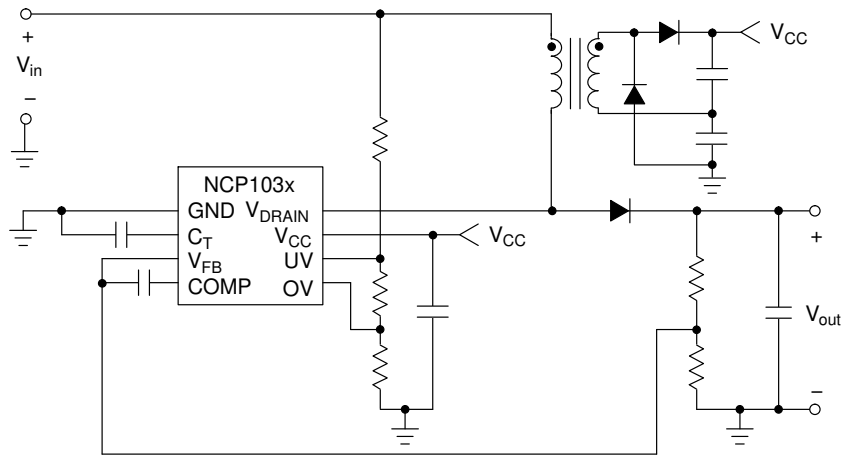 +
V_in
−
V_CC
NCP103x
GND V_DRAIN
C_T V_CC
V_FB UV
COMP OV
V_CC
+
V_out
−